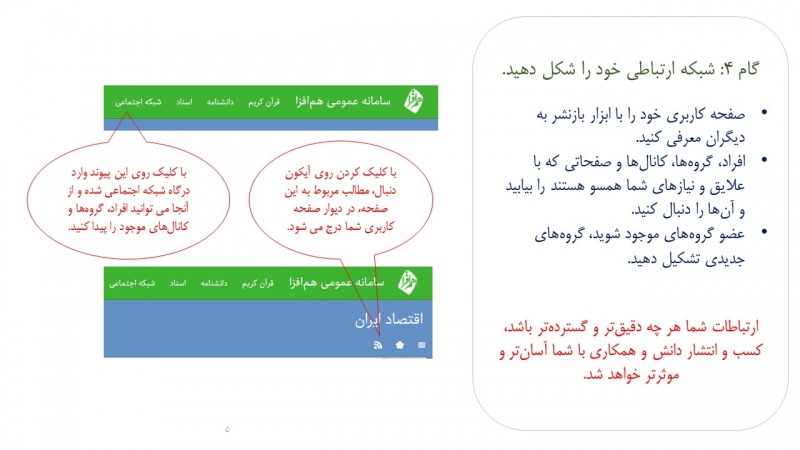 گام ۴: شبکه ارتباطی خود را شکل دهید.
• صفحه کاربری خود را با ابزار بازنشر به
دیگران معرفی کنید.
• افراد، گروه‌ها، کانال‌ها و صفحاتی که با
علایق و نیازهای شما همسو هستند را بیابید
و آن‌ها را دنبال کنید.
• عضو گروه‌های موجود شوید، گروه‌های
جدیدی تشکیل دهید.
ارتباطات شما هر چه دقیق‌تر و گسترده‌تر باشد،
کسب و انتشار دانش و همکاری با شما آسان‌تر و
موثرتر خواهد شد.
سامانه عمومی هم‌افزا قرآن کریم دانشنامه اسناد شبکه اجتماعی
با کلیک کردن روی آیکون
دنبال، مطالب مربوط به این
صفحه، در دیوار صفحه
کاربری شما درج می شود.
با کلیک روی این پیوند وارد
درگاه شبکه اجتماعی شده و از
آنجا می توانید افراد، گروه‌ها و
کانال‌های موجود را پیدا کنید.
سامانه عمومی هم‌افزا قرآن کریم دانشنامه اسناد شبکه اجتماعی
اقتصاد ایران
۵